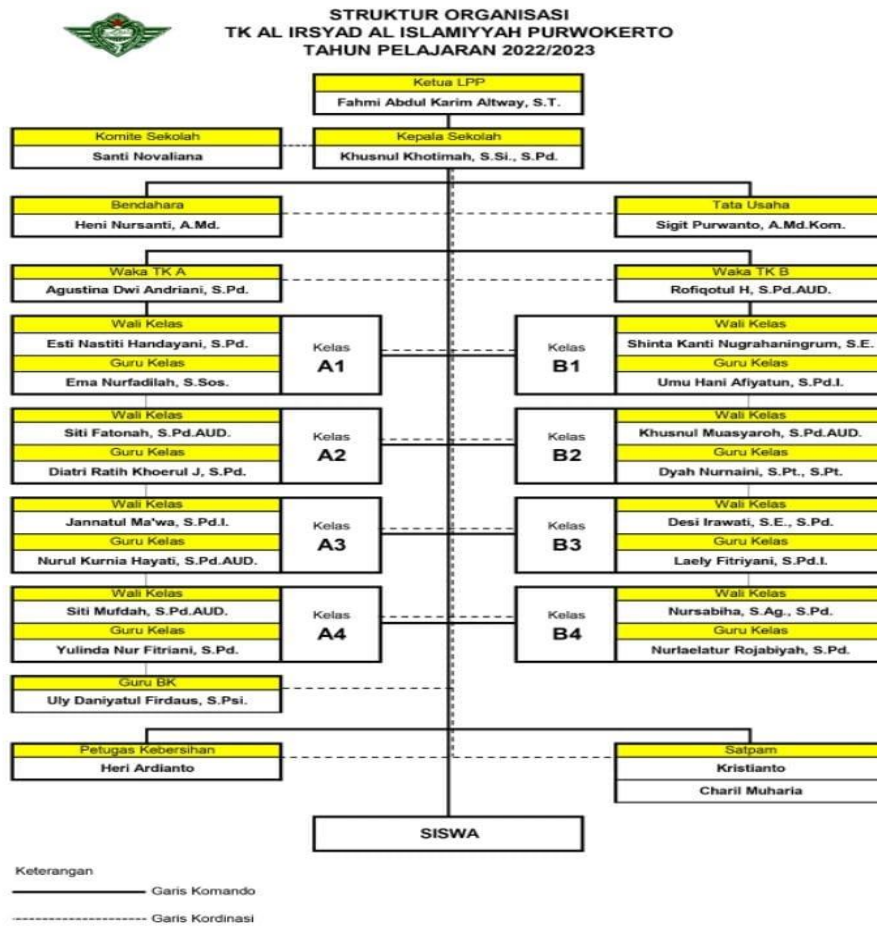 STRUKTUR ORGANISASI
TK AL IRSYAD AL ISLAMIYYAH PURWOKERTO
TAHUN PELAJARAN 2022/2023
Ketua LPP
Fahmi Abdul Karim Altway, S.T.
Komite Sekolah
Santi Novaliana
Kepala Sekolah
Khusnul Khotimah, S.Si., S.Pd.
Bendahara
Heni Nursanti, A.Md.
Tata Usaha
Sigit Purwanto, A.Md.Kom.
Waka TK A
Agustina Dwi Andriani, S.Pd.
Waka TK B
Rofiqotul H, S.Pd.AUD.
Wali Kelas
Esti Nastiti Handayani, S.Pd.
Guru Kelas
Ema Nurfadilah, S.Sos.
Kelas
A1
Kelas
B1
Wali Kelas
Shinta Kanti Nugrahaningrum, S.E.
Guru Kelas
Umu Hani Afiyatun, S.Pd.I.
Wali Kelas
Siti Fatonah, S.Pd.AUD.
Guru Kelas
Diatri Ratih Khoerul J, S.Pd.
Kelas
A2
Kelas
B2
Wali Kelas
Khusnul Muasyaroh, S.Pd.AUD.
Guru Kelas
Dyah Nurnaini, S.Pt., S.Pt.
Wali Kelas
Jannatul Ma'wa, S.Pd.I.
Guru Kelas
Nurul Kurnia Hayati, S.Pd.AUD.
Kelas
A3
Kelas
B3
Wali Kelas
Desi Irawati, S.E., S.Pd.
Guru Kelas
Laely Fitriyani, S.Pd.I.
Wali Kelas
Siti Mufdah, S.Pd.AUD.
Guru Kelas
Yulinda Nur Fitriani, S.Pd.
Kelas
A4
Kelas
B4
Wali Kelas
Nursabiha, S.Ag., S.Pd.
Guru Kelas
Nurlaelatur Rojabiyah, S.Pd.
Guru BK
Uly Daniyatul Firdaus, S.Psi.
Petugas Kebersihan
Heri Ardianto
Satpam
Kristianto
Charil Muharia
SISWA
Keterangan
Garis Komando
Garis Kordinasi